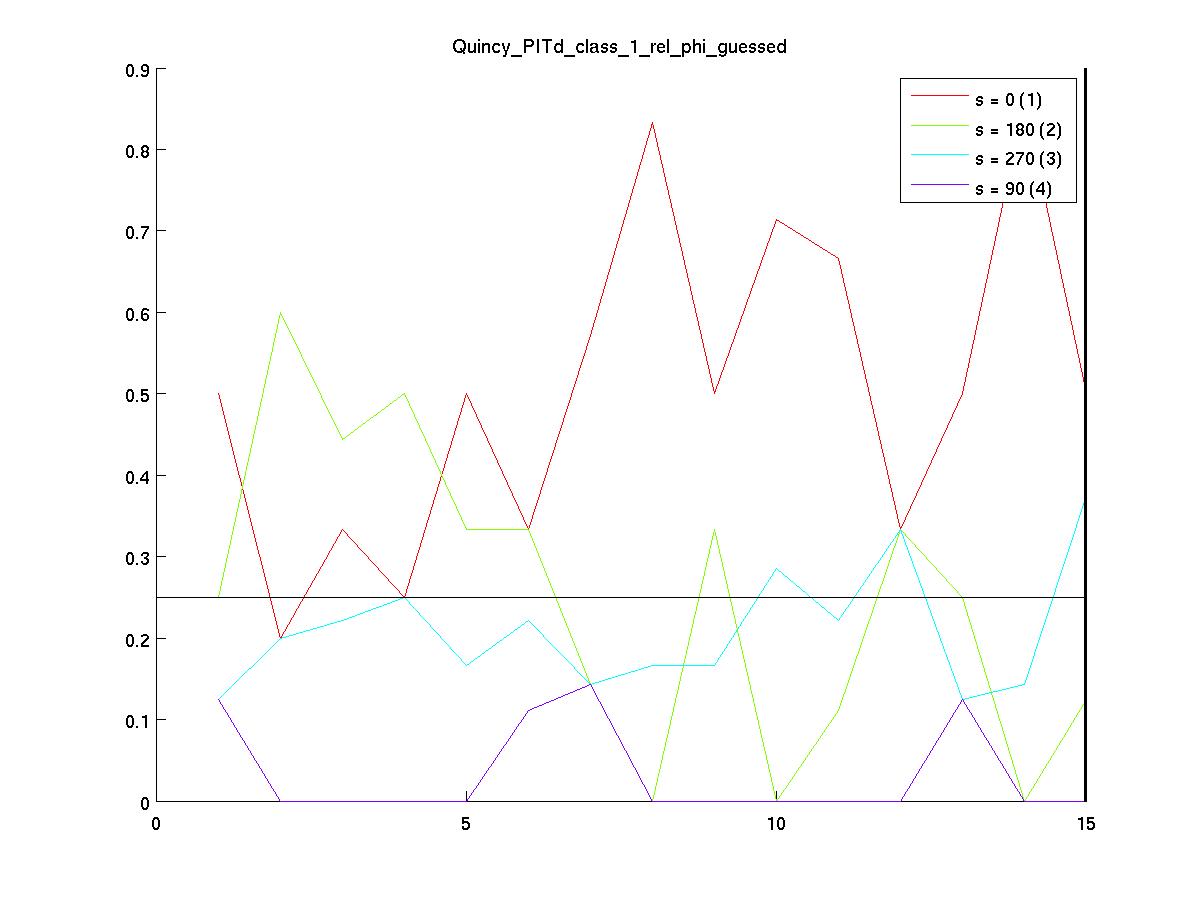 Quincy_PITd_class_1_rel_phi_guessed
0.9
0.8
0.7
0.6
0.5
0.4
0.3
0.2
0.1
0
s = 0 (1)
s = 180 (2)
s = 270 (3)
s = 90 (4)
0 5 10 15